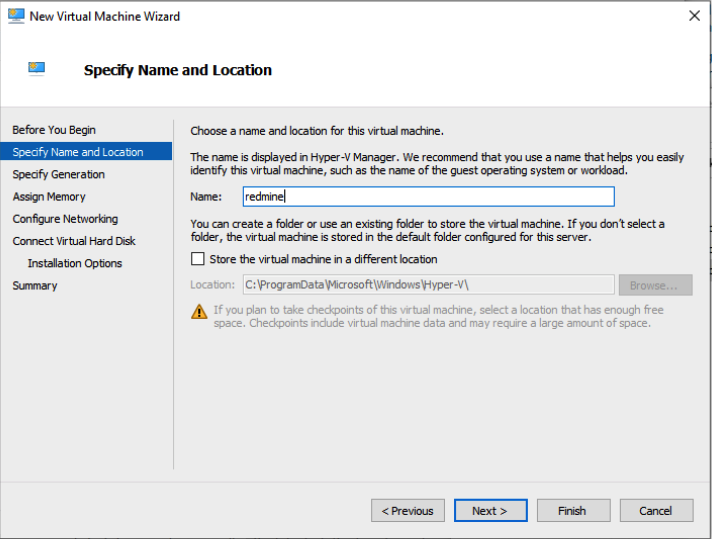 New Virtual Machine Wizard
Specify Name and Location
Before You Begin
Specify Name and Location
Specify Generation
Assign Memory
Configure Networking
Connect Virtual Hard Disk
Installation Options
Summary
Choose a name and location for this virtual machine.
The name is displayed in Hyper-V Manager. We recommend that you use a name that helps you easily
identify this virtual machine, such as the name of the guest operating system or workload.
Name: redmine
You can create a folder or use an existing folder to store the virtual machine. If you don't select a
folder, the virtual machine is stored in the default folder configured for this server.
Store the virtual machine in a different location
Location: C:\ProgramData\Microsoft\Windows\Hyper-V\ Browse...
If you plan to take checkpoints of this virtual machine, select a location that has enough free
space. Checkpoints include virtual machine data and may require a large amount of space.
< Previous Next > Finish Cancel